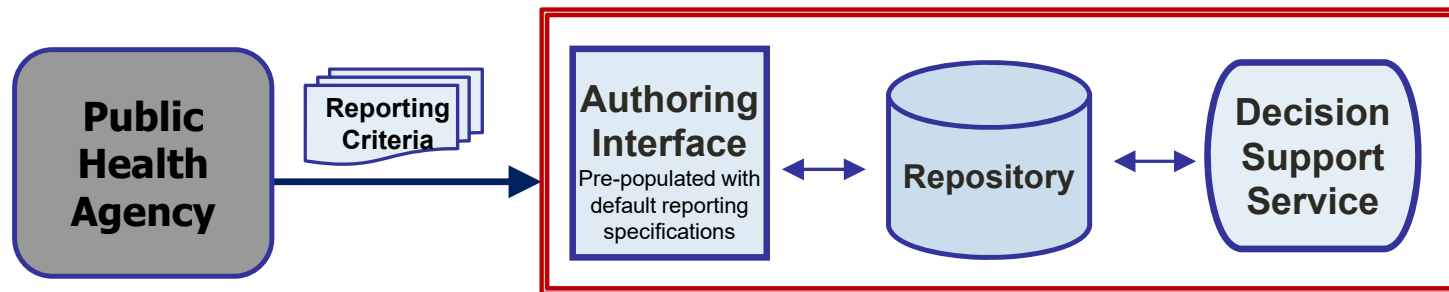 Public
Health
Agency
Reporting
Criteria
Authoring
Interface
Pre-populated with
default reporting
specifications
Repository
Decision
Support
Service